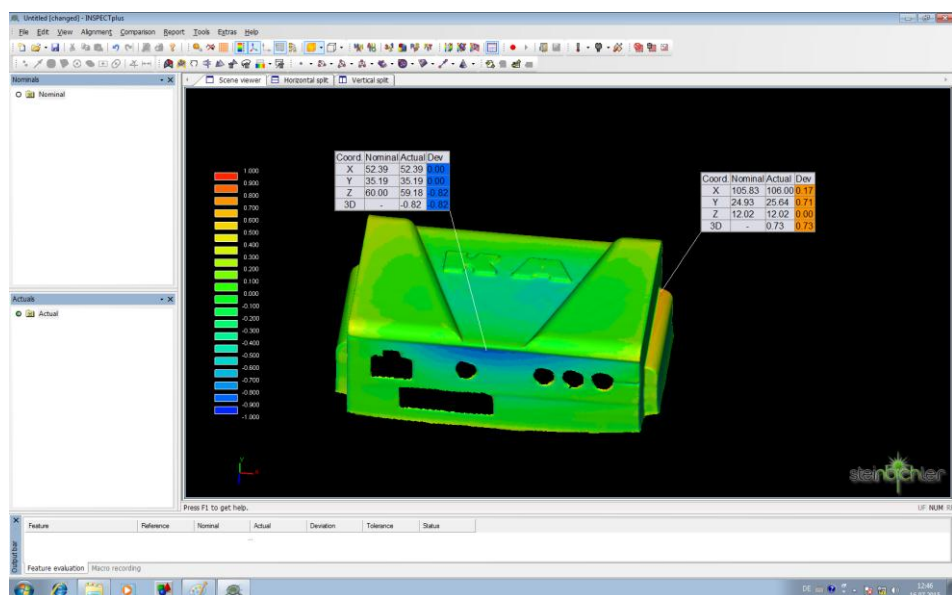 Untitled [changed] - INSPECTplus
File Edit View Alignment Comparison Report Tools Extras Help
Nominals
Nominal
Scene viewer Horizontal split Vertical split
Coord. Nominal Actual Dev
X 52.39 52.39 0.00
Y 35.19 35.19 0.00
Z 60.00 59.18 -0.82
3D - -0.82 -0.82
Coord. Nominal Actual Dev
X 105.83 106.00 0.17
Y 24.93 25.64 0.71
Z 12.02 12.02 0.00
3D - 0.73 0.73
1.000
0.900
0.800
0.700
0.600
0.500
0.400
0.300
0.200
0.100
0.000
-0.100
-0.200
-0.300
-0.400
-0.500
-0.600
-0.700
-0.800
-0.900
-1.000
Actuals
Actual
Y
X
steinbichler
Press F1 to get help.
NUM
Feature Reference Nominal Actual Deviation Tolerance Status
Output bar
Feature evaluation Macro recording
DE
12:46